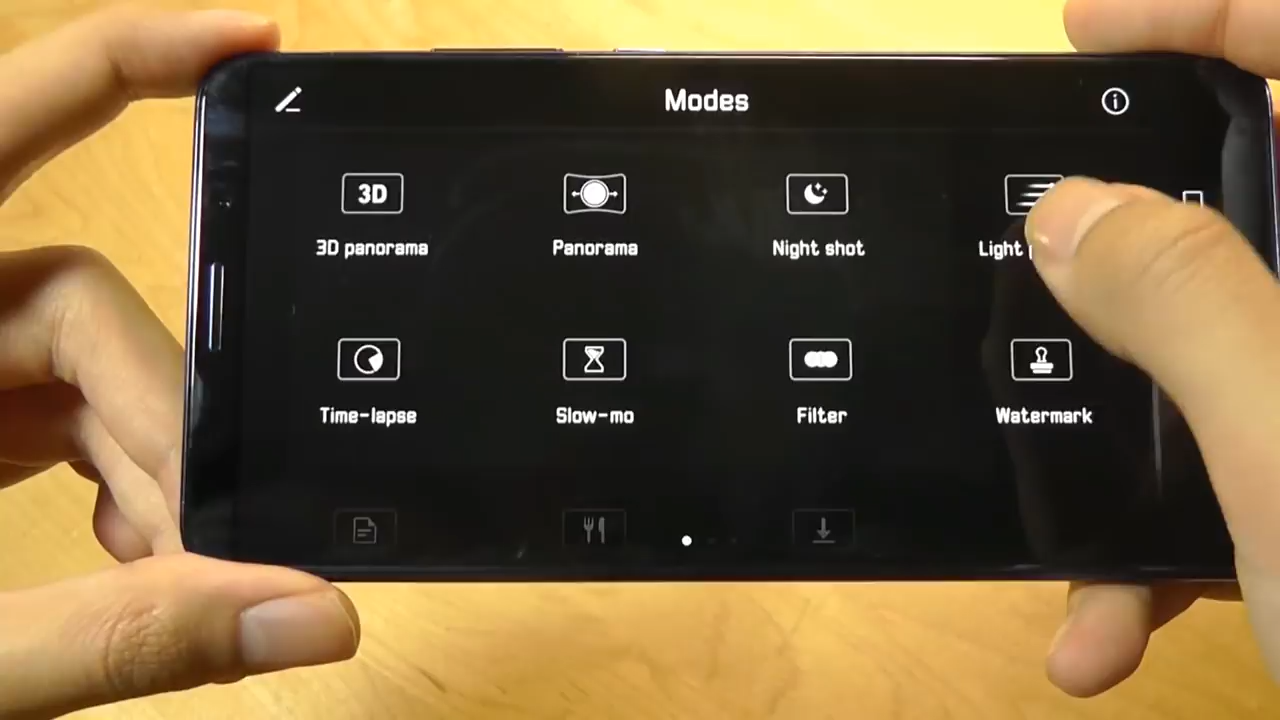 Modes
3D
3D panorama
Panorama
Night shot
Light
Time-lapse
Slow-mo
Filter
Watermark